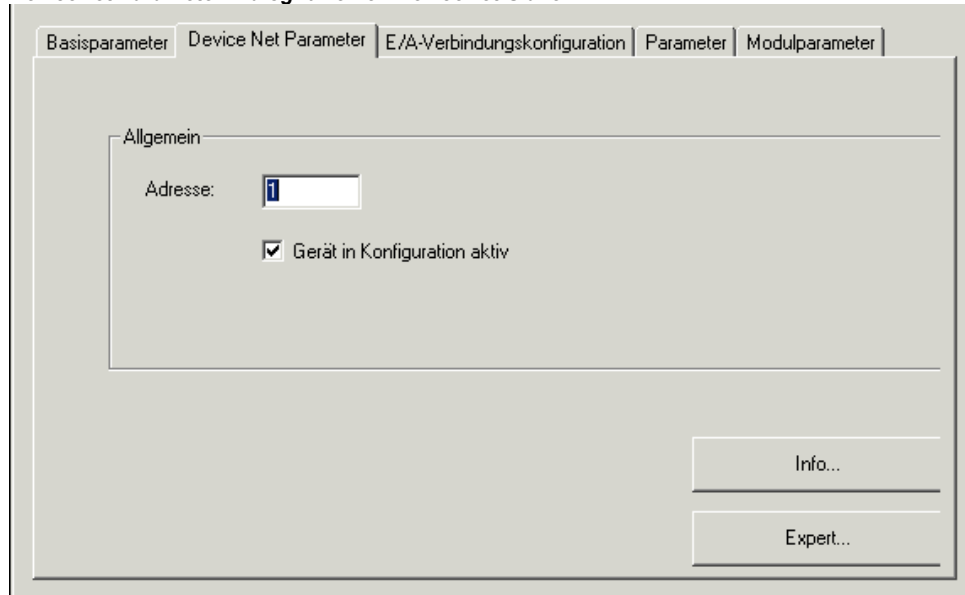 Basisparameter Device Net Parameter E/A-Verbindungskonfiguration Parameter Modulparameter
Allgemein
Adresse: 1
Gerät in Konfiguration aktiv
Info...
Expert...